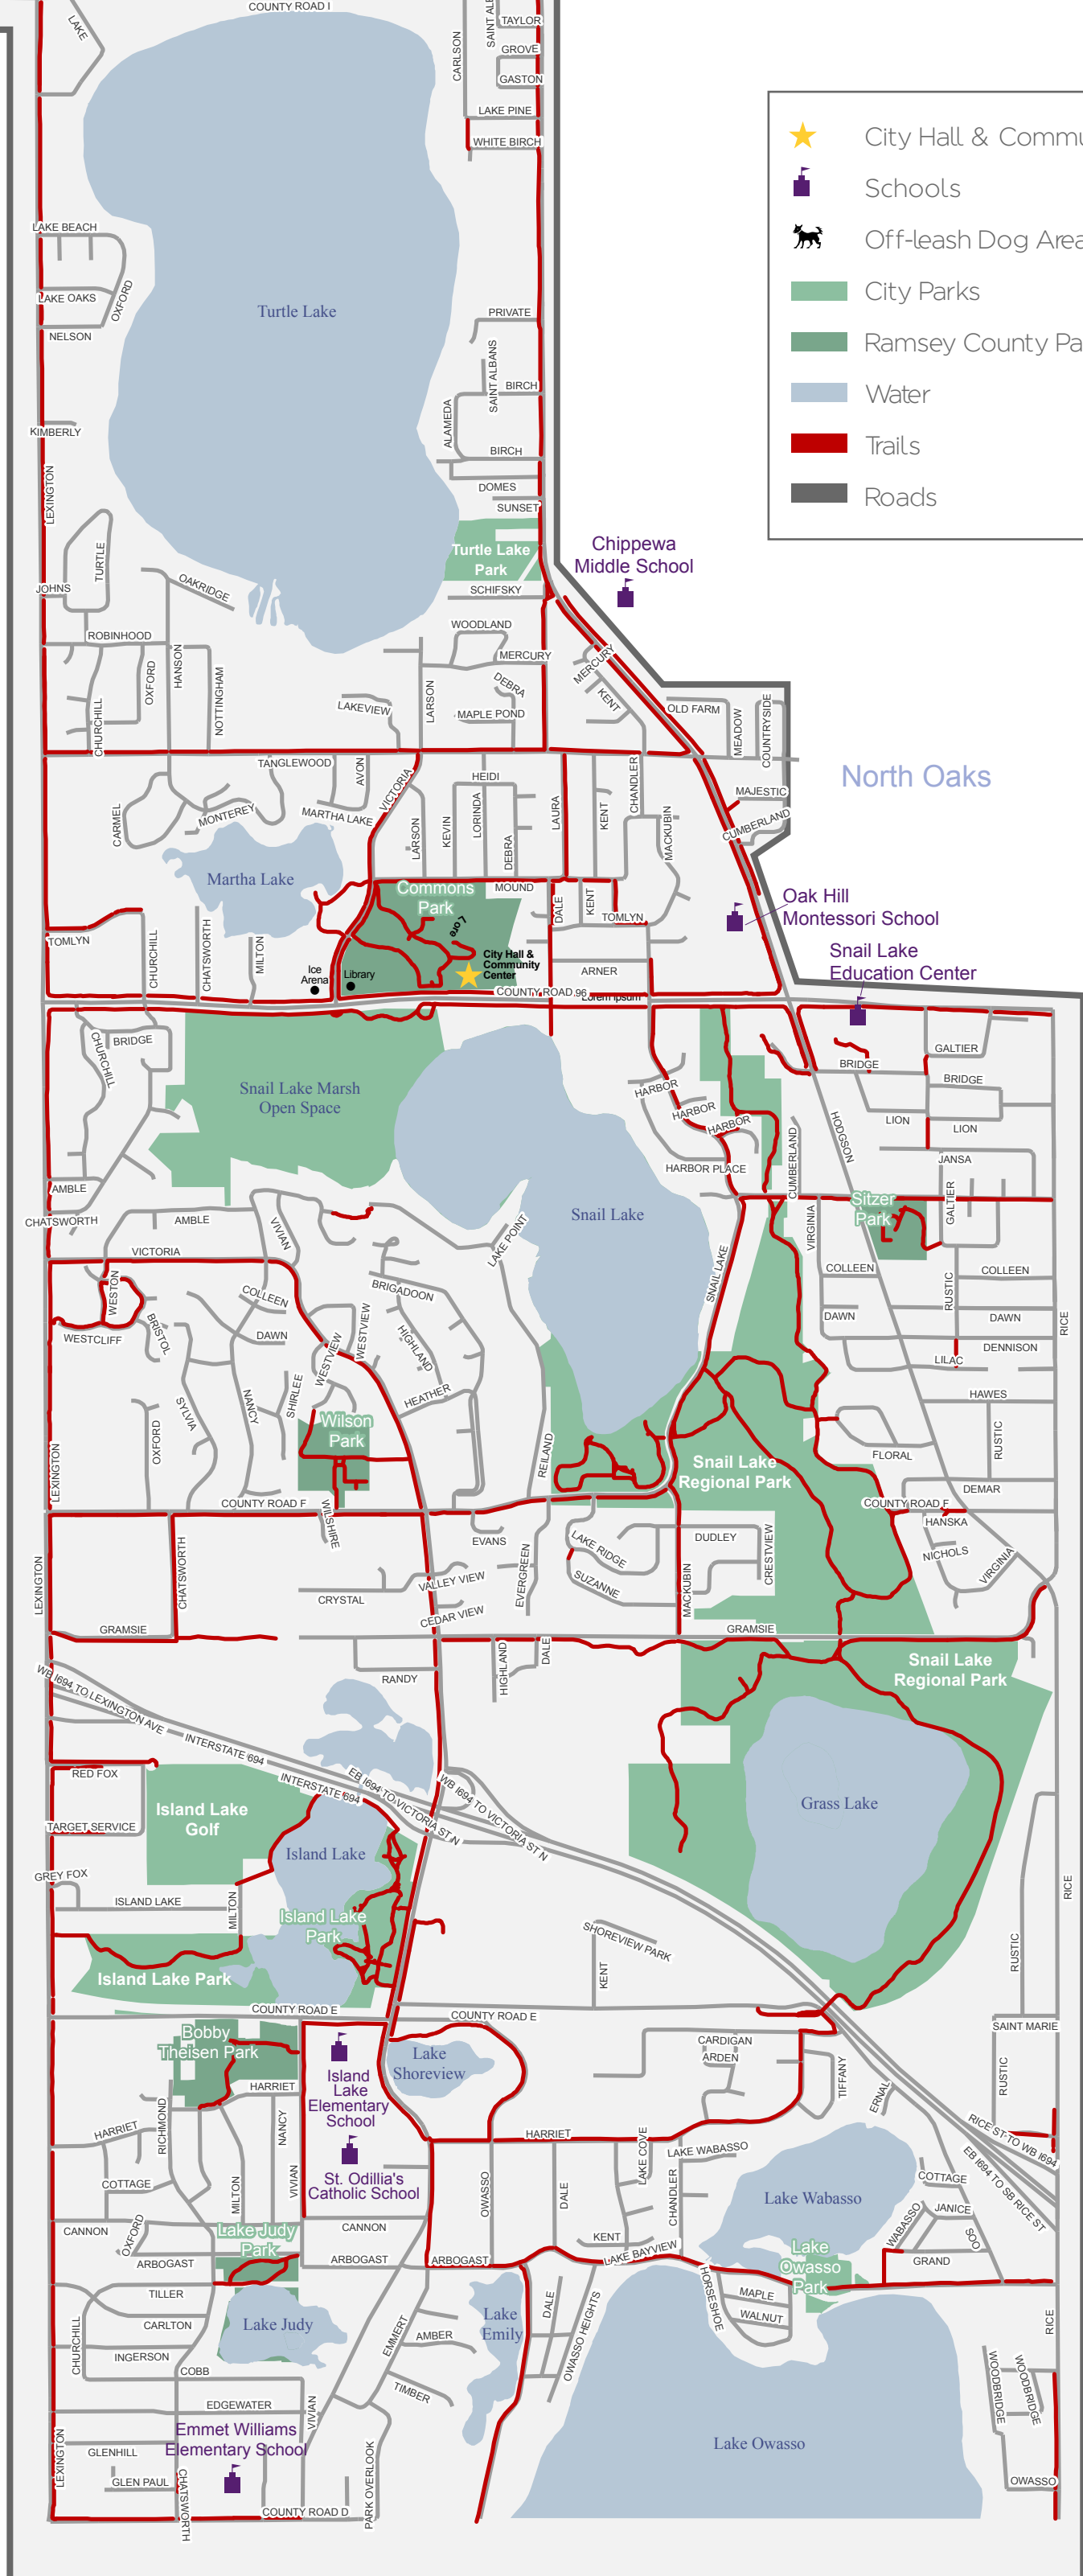 COUNTY ROAD I
LAKE
CARLSON
SAINT AL
TAYLOR
GROVE
GASTON
LAKE PINE
WHITE BIRCH
City Hall & Commu
Schools
Off-leash Dog Area
City Parks
Ramsey County Pa
Water
Trails
Roads
LAKE BEACH
LAKE OAKS
OXFORD
NELSON
Turtle Lake
PRIVATE
SAINT ALBANS
BIRCH
ALAMEDA
BIRCH
KIMBERLY
LEXINGTON
DOMES
SUNSET
Turtle Lake
Park
Chippewa
Middle School
TURTLE
OAKRIDGE
JOHNS
SCHIFSKY
ROBINHOOD
WOODLAND
MERCURY
MERCURY
OXFORD
HANSON
NOTTINGHAM
CHURCHILL
LAKEVIEW
LARSON
DEBRA
MAPLE POND
KENT
OLD FARM
MEADOW
COUNTRYSIDE
North Oaks
TANGLEWOOD
AVON
VICTORIA
HEIDI
CHANDLER
MAJESTIC
CUMBERLAND
CARMEL
MONTEREY
MARTHA LAKE
LARSON
KEVIN
LORINDA
DEBRA
LAURA
KENT
MACKUBIN
Martha Lake
Commons
Park
MOUND
DALE
KENT
TOMLYN
Oak Hill
Montessori School
Lore
TOMLYN
CHURCHILL
CHATSWORTH
MILTON
Ice
Arena
Library
City Hall &
Community
Center
ARNER
COUNTY ROAD 96
Lorem ipsum
Snail Lake
Education Center
CHURCHILL
BRIDGE
GALTIER
BRIDGE
BRIDGE
Snail Lake Marsh
Open Space
HARBOR
HARBOR
HARBOR
HARBOR PLACE
CUMBERLAND
HODGSON
LION
LION
JANSA
AMBLE
CHATSWORTH
AMBLE
VIVIAN
VICTORIA
LAKE POINT
Snail Lake
SNAIL LAKE
VIRGINIA
Sitzer
Park
GALTIER
COLLEEN
COLLEEN
WESTON
WESTCLIFF
BRISTOL
COLLEEN
DAWN
WESTVIEW
WESTVIEW
BRIGADOON
HIGHLAND
HEATHER
DAWN
RUSTIC
DAWN
DENNISON
LILAC
RICE
HAWES
RUSTIC
OXFORD
SYLVIA
NANCY
SHIRLEE
Wilson
Park
REILAND
Snail Lake
Regional Park
FLORAL
DEMAR
LEXINGTON
COUNTY ROAD F
WILSHIRE
COUNTY ROAD F
HANSKA
NICHOLS
VIRGINIA
EVANS
EVERGREEN
LAKE RIDGE
SUZANNE
DUDLEY
CRESTVIEW
MACKUBIN
LEXINGTON
CHATSWORTH
VALLEY VIEW
CRYSTAL
CEDAR VIEW
GRAMSIE
GRAMSIE
RANDY
HIGHLAND
DALE
Snail Lake
Regional Park
WB I694 TO LEXINGTON AVE
INTERSTATE 694
INTERSTATE 694
EB I694 TO VICTORIA ST N
WB I694 TO VICTORIA ST N
RED FOX
Island Lake
Golf
TARGET SERVICE
Island Lake
Grass Lake
GREY FOX
ISLAND LAKE
MILTON
Island Lake
Park
Island Lake Park
SHOREVIEW PARK
KENT
RUSTIC
RICE
COUNTY ROAD E
COUNTY ROAD E
SAINT MARIE
Bobby
Theisen Park
HARRIET
Island
Lake
Elementary
School
Lake
Shoreview
CARDIGAN
ARDEN
TIFFANY
ERNAL
RUSTIC
RICE ST TO WB I694
EB I694 TO SB RICE ST
HARRIET
RICHMOND
NANCY
HARRIET
St. Odillia's
Catholic School
LAKE COVE
LAKE WABASSO
COTTAGE
MILTON
VIVIAN
OWASSO
DALE
CHANDLER
Lake Wabasso
COTTAGE
WABASSO
JANICE
SOO
CANNON
OXFORD
Lake Judy
Park
CANNON
ARBOGAST
ARBOGAST
ARBOGAST
KENT
LAKE BAYVIEW
Lake
Owasso
Park
GRAND
TILLER
CARLTON
Lake Judy
Lake
Emily
DALE
OWASSO HEIGHTS
HORSESHOE
MAPLE
WALNUT
CHURCHILL
INGERSON
COBB
EMMERT
AMBER
TIMBER
RICE
EDGEWATER
VIVIAN
WOODBRIDGE
WOODBRIDGE
Emmet Williams
Elementary School
Lake Owasso
GLENHILL
GLEN PAUL
LEXINGTON
CHATSWORTH
PARK OVERLOOK
OWASSO
COUNTY ROAD D